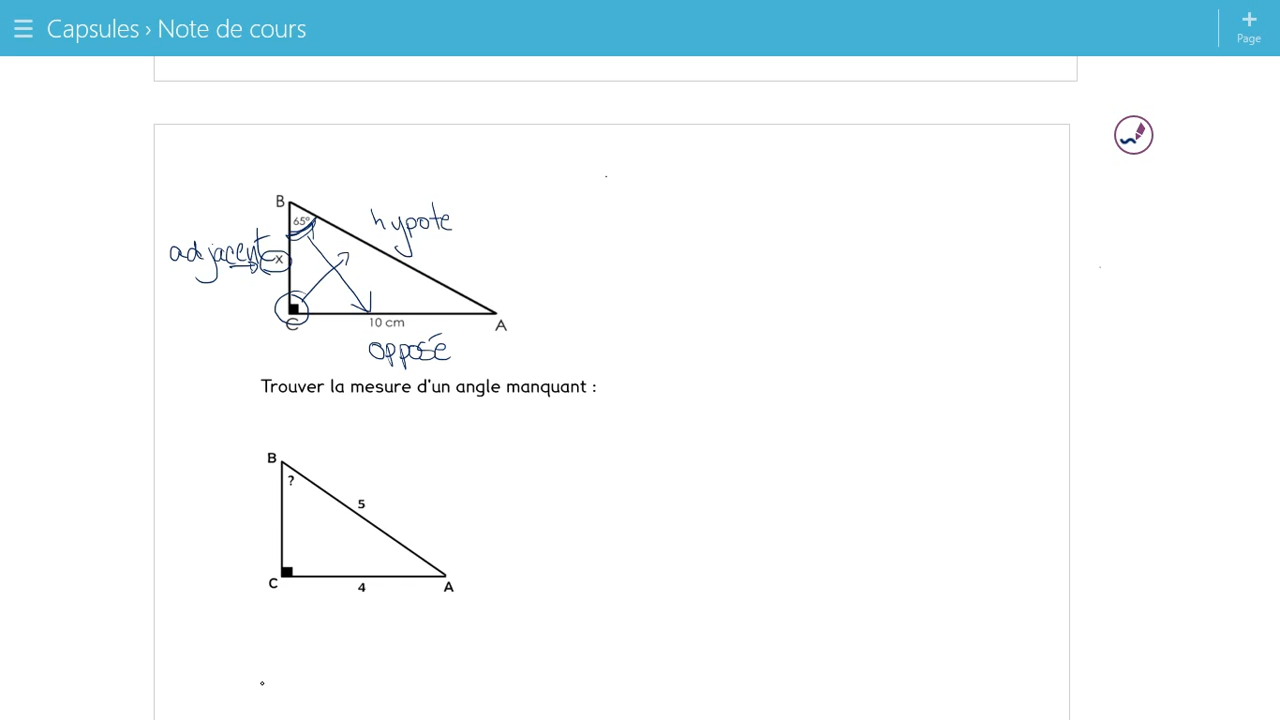 Capsules › Note de cours
Page
B
65°
hypote
adjacent
x
C
10 cm
A
opposé
Trouver la mesure d'un angle manquant :
B
?
5
C
4
A